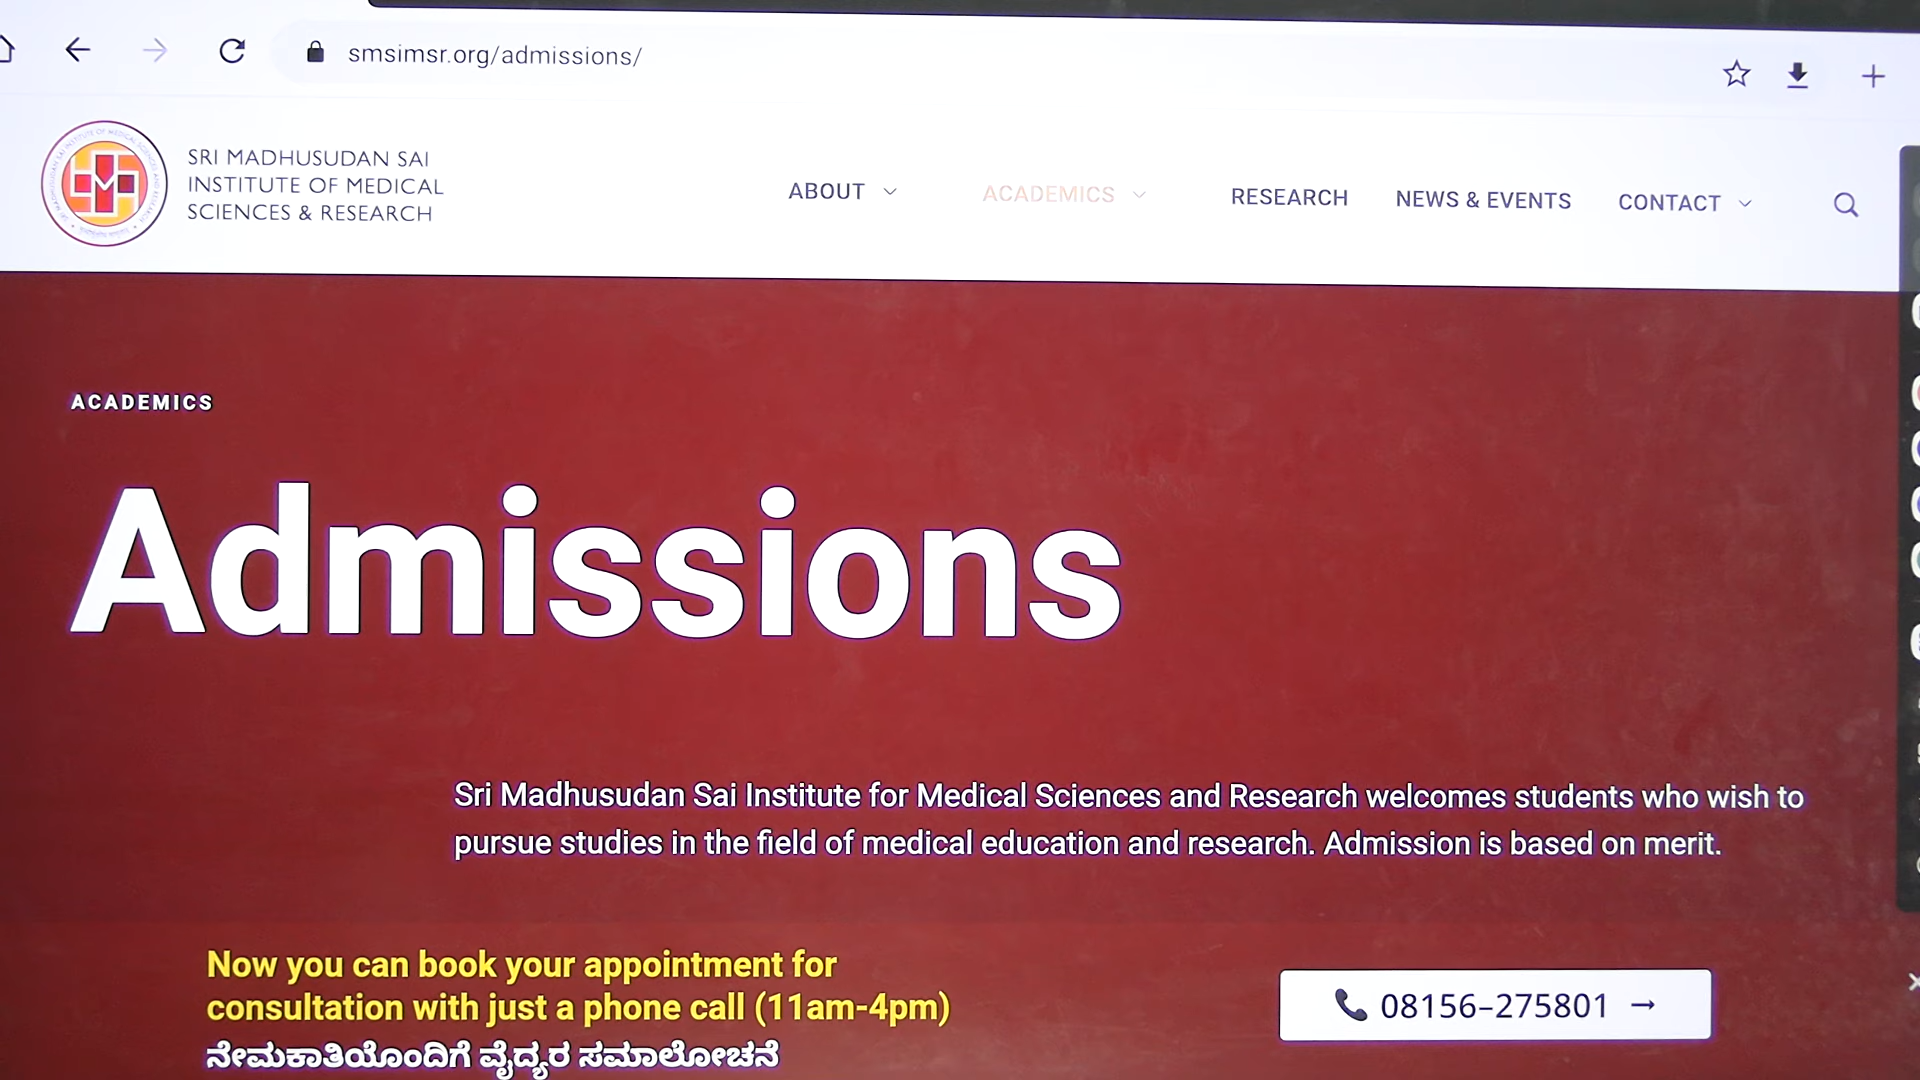 smsimsr.org/admissions/
SRI MADHUSUDAN SAI
INSTITUTE OF MEDICAL
SCIENCES & RESEARCH
ABOUT
ACADEMICS
RESEARCH
NEWS & EVENTS
CONTACT
ACADEMICS
Admissions
Sri Madhusudan Sai Institute for Medical Sciences and Research welcomes students who wish to
pursue studies in the field of medical education and research. Admission is based on merit.
Now you can book your appointment for
consultation with just a phone call (11am-4pm)
ನೇಮಕಾತಿಯೊಂದಿಗೆ ವೈದ್ಯರ ಸಮಾಲೋಚನೆ
08156-275801 →